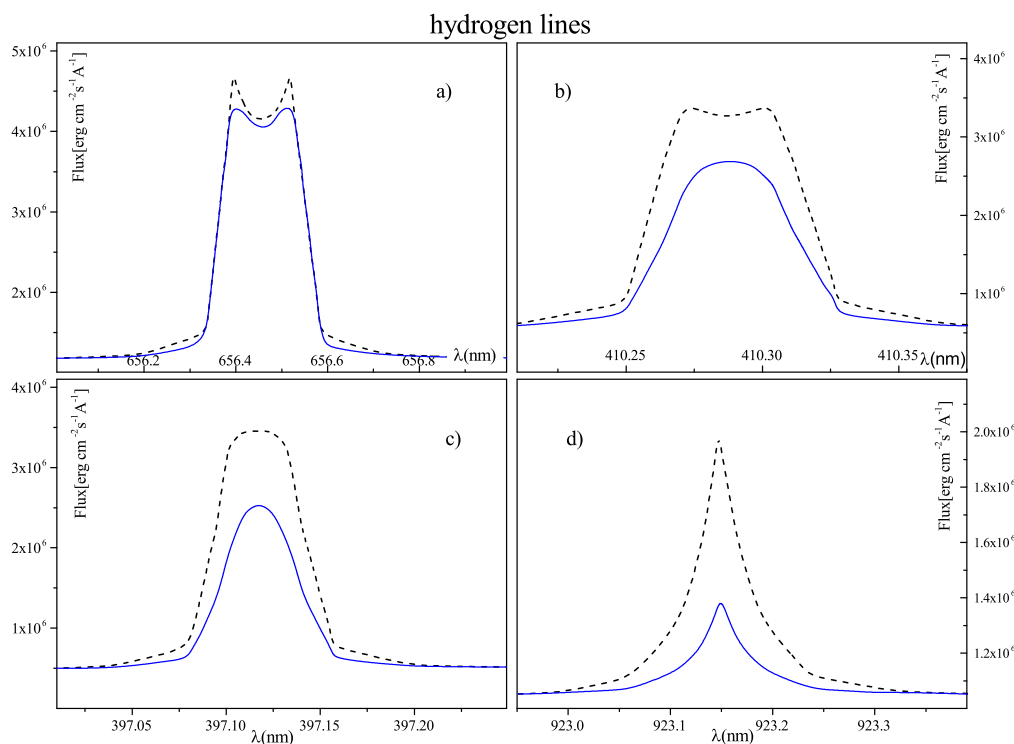 hydrogen lines
Flux[erg cm⁻²s⁻¹A⁻¹]
5x10⁶
4x10⁶
3x10⁶
2x10⁶
a)
656.2
656.4
656.6
656.8
λ(nm)
b)
Flux[erg cm⁻²s⁻¹A⁻¹]
4x10⁶
3x10⁶
2x10⁶
1x10⁶
410.25
410.30
410.35
λ(nm)
Flux[erg cm⁻²s⁻¹A⁻¹]
4x10⁶
3x10⁶
2x10⁶
1x10⁶
c)
397.05
397.10
397.15
397.20
λ(nm)
d)
Flux[erg cm⁻²s⁻¹A⁻¹]
2.0x10⁶
1.8x10⁶
1.6x10⁶
1.4x10⁶
1.2x10⁶
923.0
923.1
923.2
923.3
λ(nm)